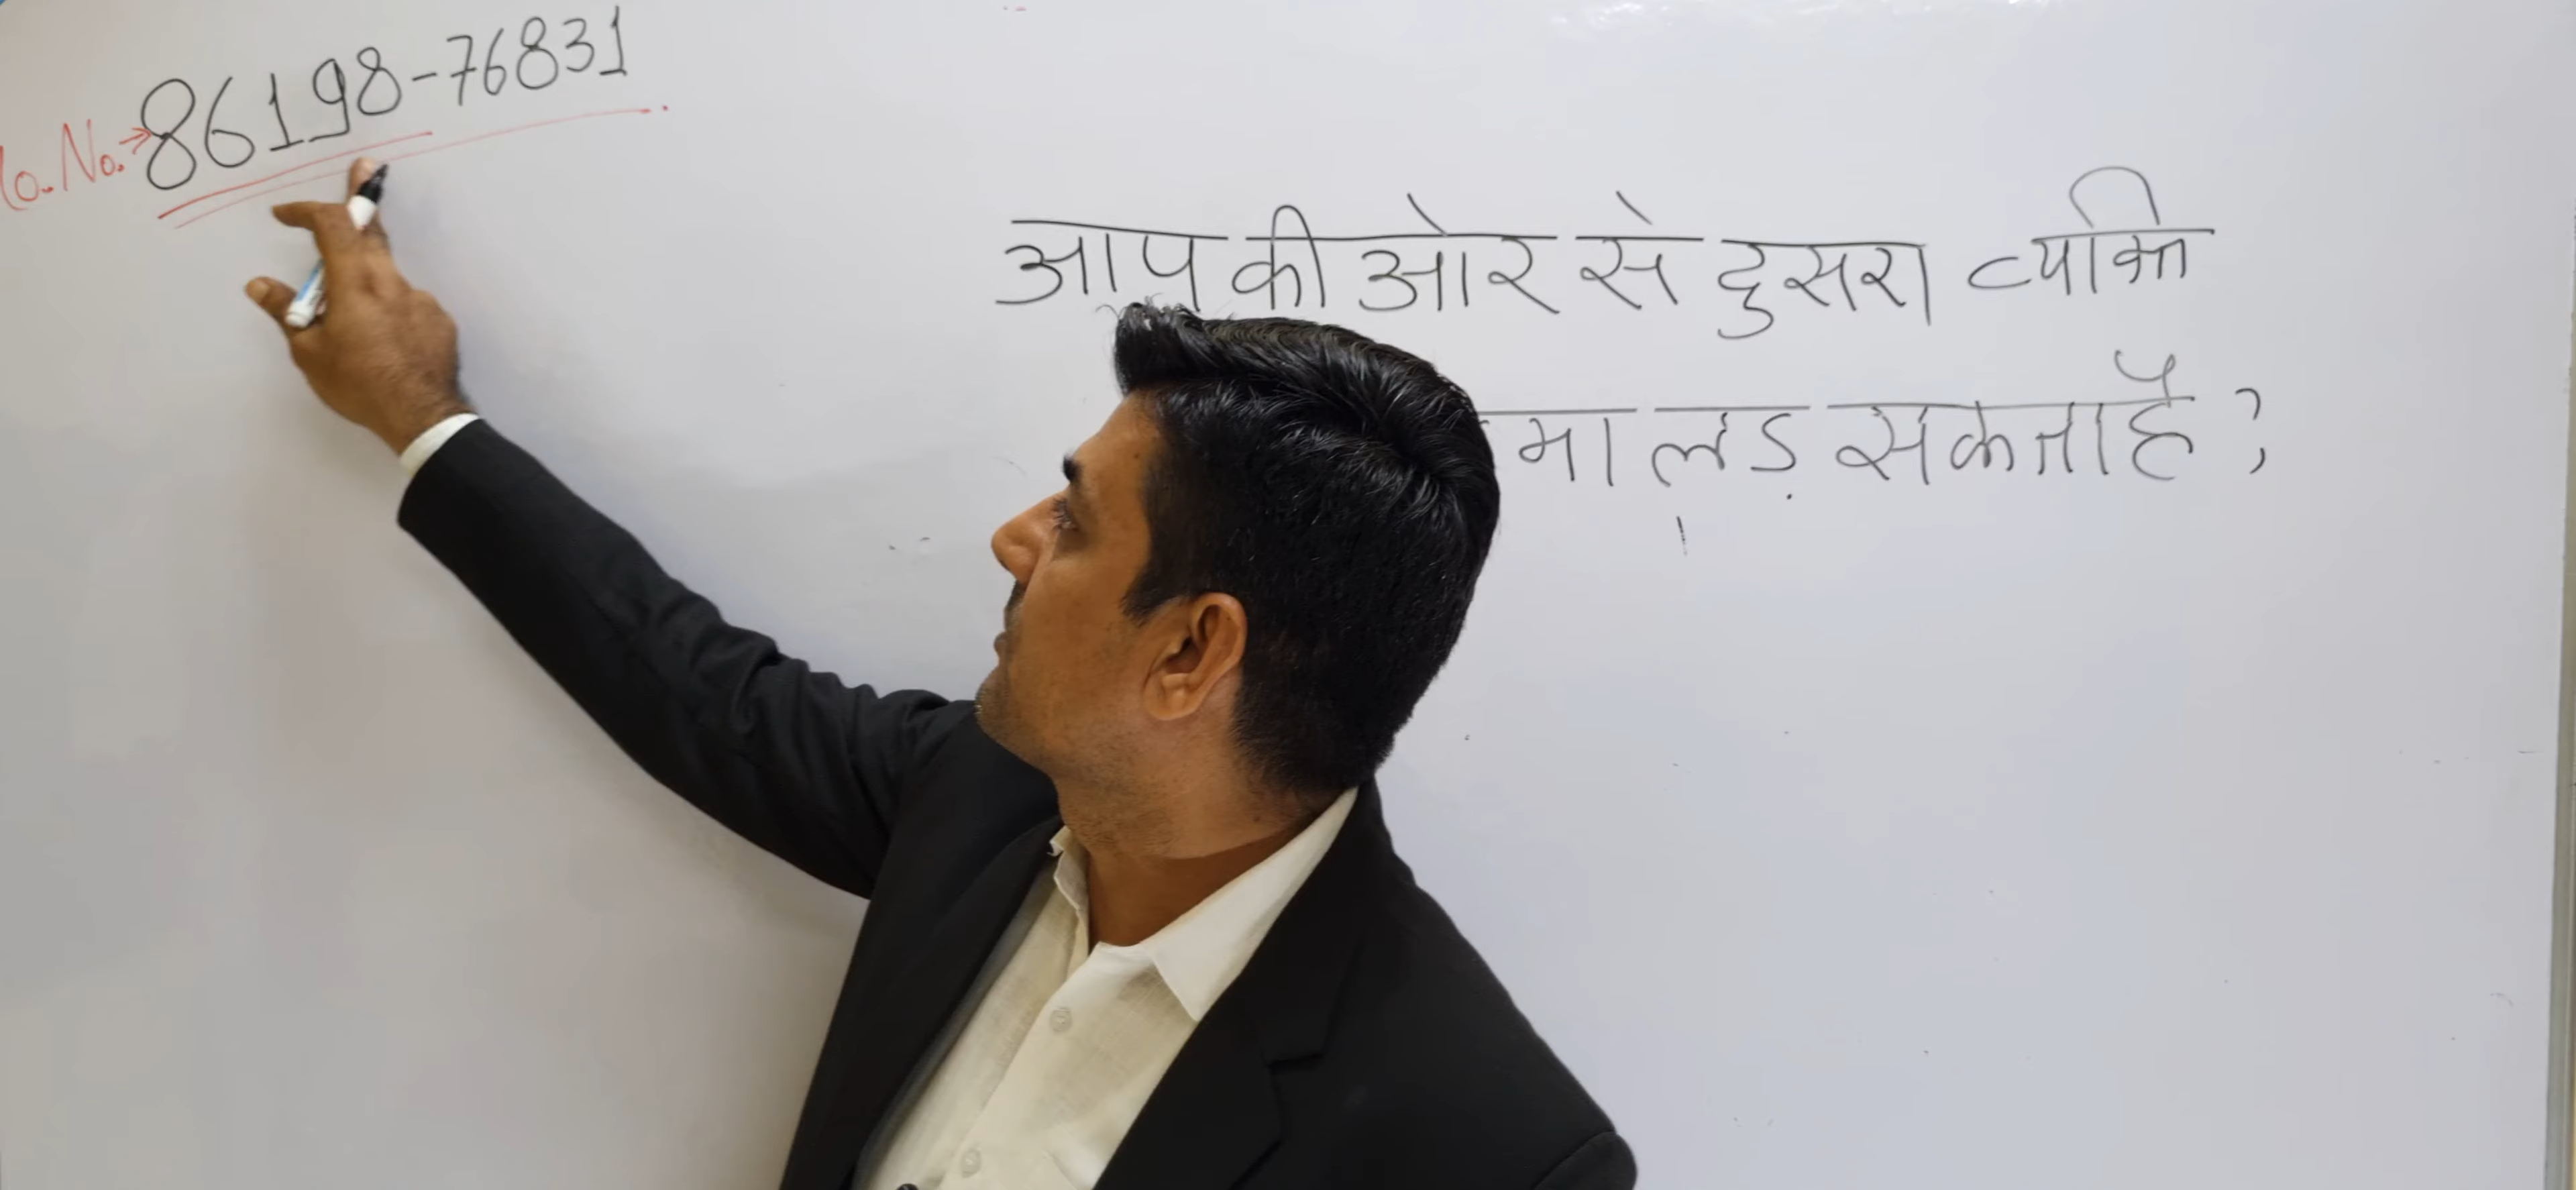 No. → 86198-76831
आप की ओर से दुसरा व्यक्ति
मा लड़ सकता है ?